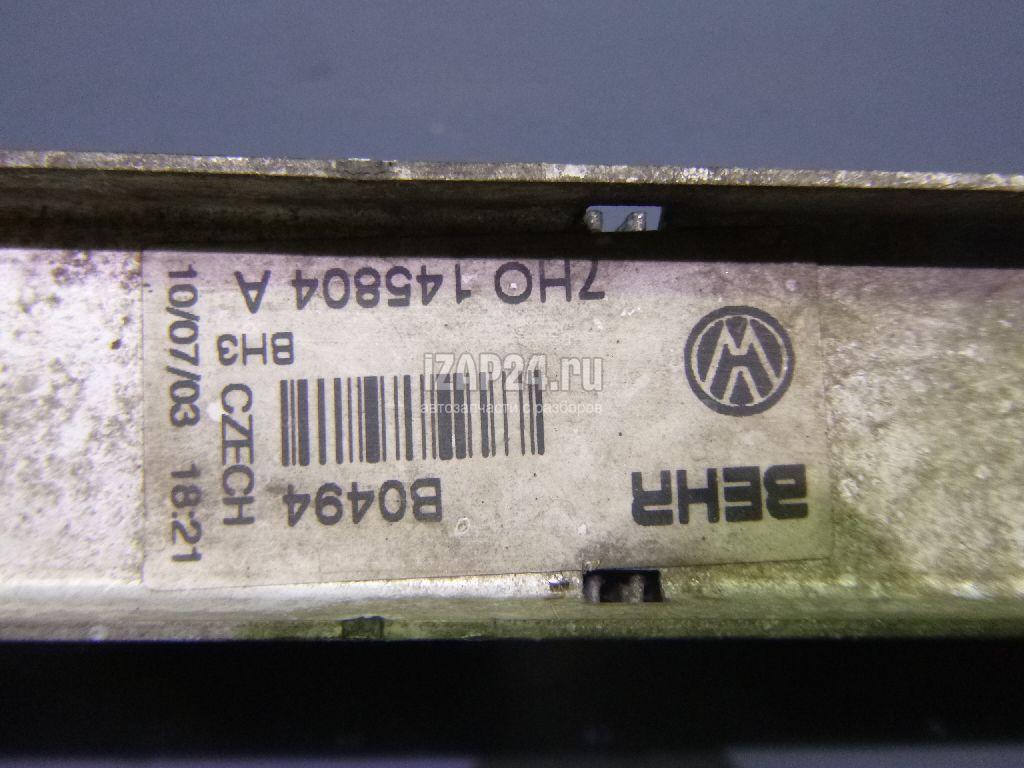 BEHR
B0494
BH3
7H0 145804 A
CZECH
10/07/03 18:21
iZAP24.ru
автозапчасти с разборов